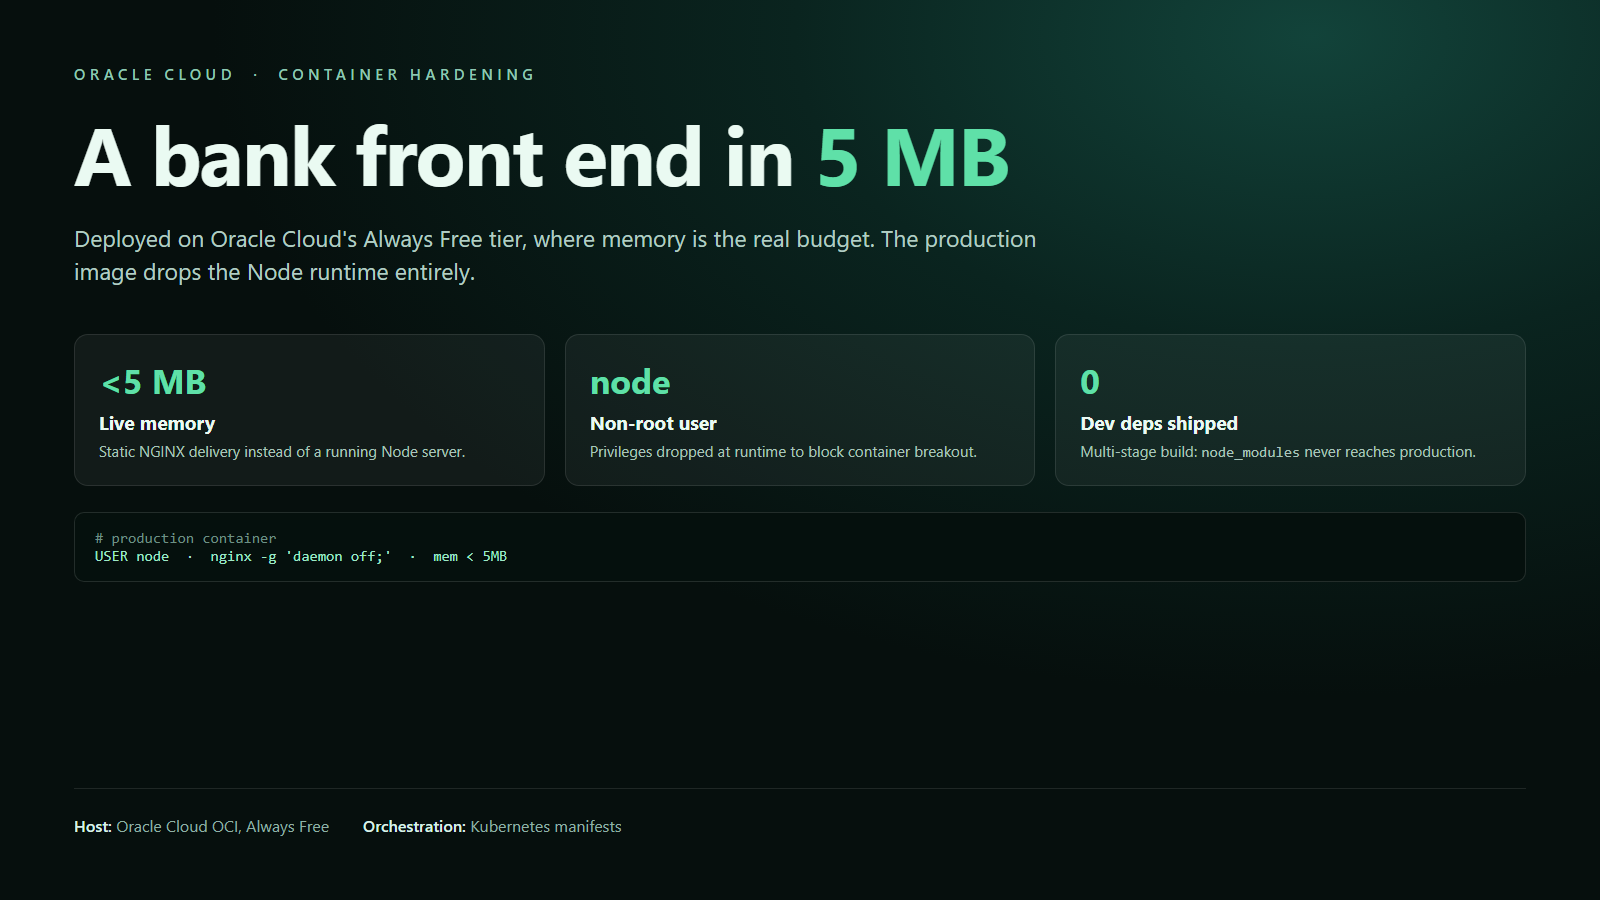 ORACLE CLOUD · CONTAINER HARDENING
A bank front end in 5 MB
Deployed on Oracle Cloud's Always Free tier, where memory is the real budget. The production
image drops the Node runtime entirely.
<5 MB
Live memory
Static NGINX delivery instead of a running Node server.
node
Non-root user
Privileges dropped at runtime to block container breakout.
0
Dev deps shipped
Multi-stage build: node_modules never reaches production.
# production container
USER node · nginx -g 'daemon off;' · mem < 5MB
Host: Oracle Cloud OCI, Always Free Orchestration: Kubernetes manifests